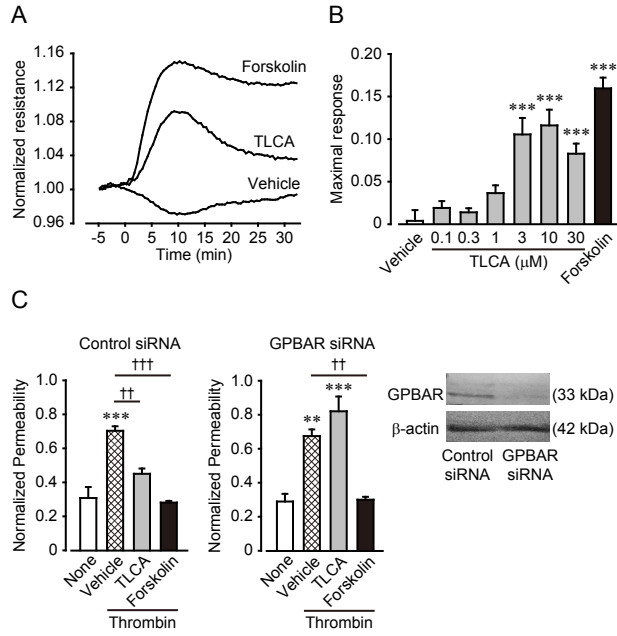 A
1.16
1.12
1.08
1.04
1.00
0.96
Normalized resistance
Forskolin
TLCA
Vehicle
-5 0 5 10 15 20 25 30
Time (min)
B
0.20
0.15
0.10
0.05
0
Maximal response
***
***
***
***
Vehicle
0.1 0.3 1 3 10 30
Forskolin
TLCA (μM)
C
Control siRNA
†††
††
***
1.0
0.8
0.6
0.4
0.2
0
Normalized Permeability
None
Vehicle
TLCA
Forskolin
Thrombin
GPBAR siRNA
††
**
***
1.0
0.8
0.6
0.4
0.2
0
Normalized Permeability
None
Vehicle
TLCA
Forskolin
Thrombin
GPBAR (33 kDa)
β-actin (42 kDa)
Control GPBAR
siRNA siRNA